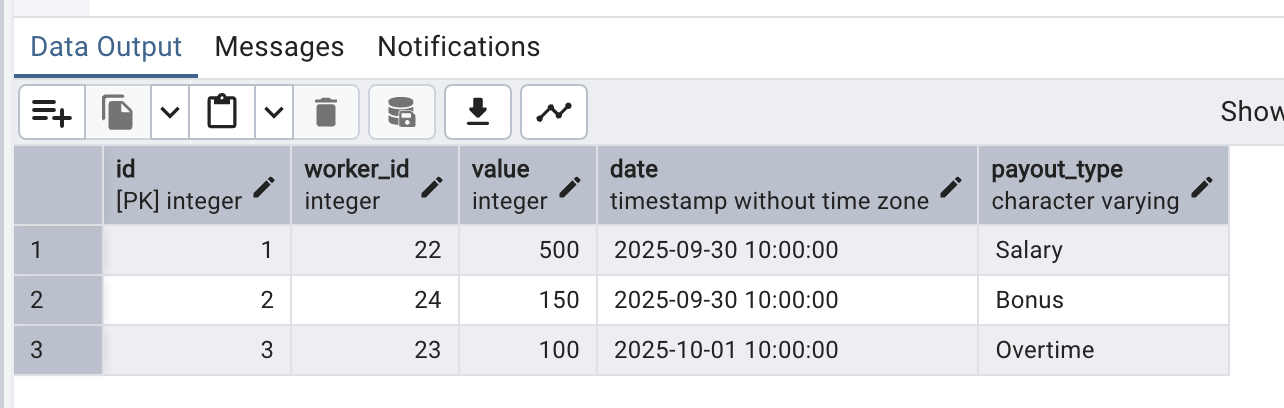 Data Output Messages Notifications
Show
id worker_id value date payout_type
[PK] integer integer integer timestamp without time zone character varying
1 1 22 500 2025-09-30 10:00:00 Salary
2 2 24 150 2025-09-30 10:00:00 Bonus
3 3 23 100 2025-10-01 10:00:00 Overtime